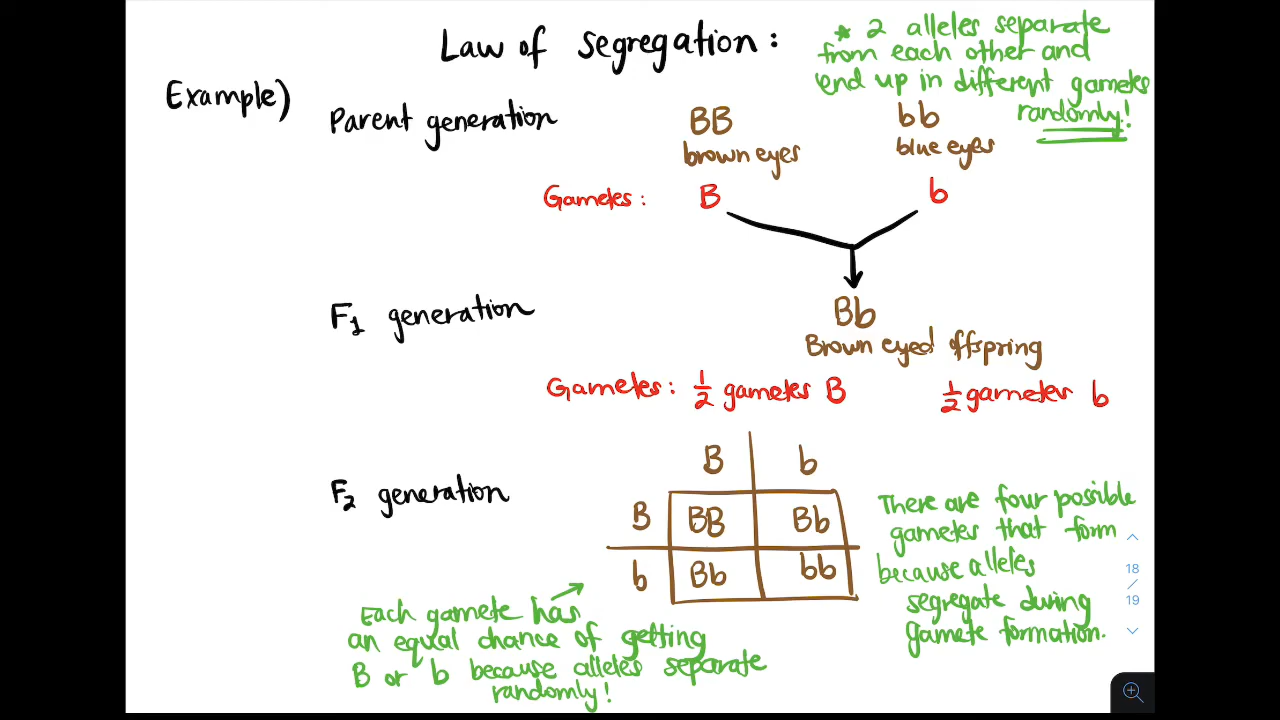 Law of segregation:
* 2 alleles separate
from each other and
end up in different gametes
randomly!
Example)
Parent generation
BB
bb
brown eyes
blue eyes
Gametes:
B
b
F1 generation
Bb
Brown eyed offspring
Gametes: 1/2 gametes B
1/2 gametes b
F2 generation
B
b
B
BB
Bb
b
Bb
bb
There are four possible
gametes that form
because alleles
segregate during
gamete formation.
Each gamete has
an equal chance of getting
B or b because alleles separate
randomly!
18
/
19